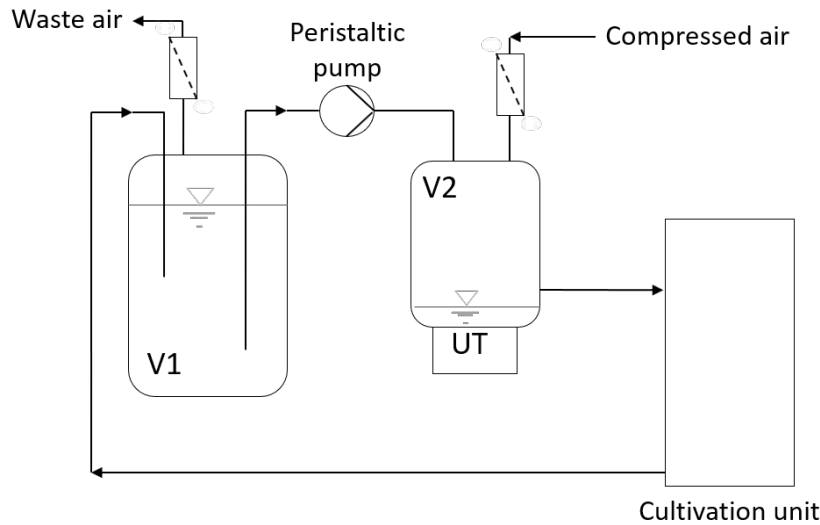 Waste air
Peristaltic
pump
Compressed air
V2
V1
UT
Cultivation unit